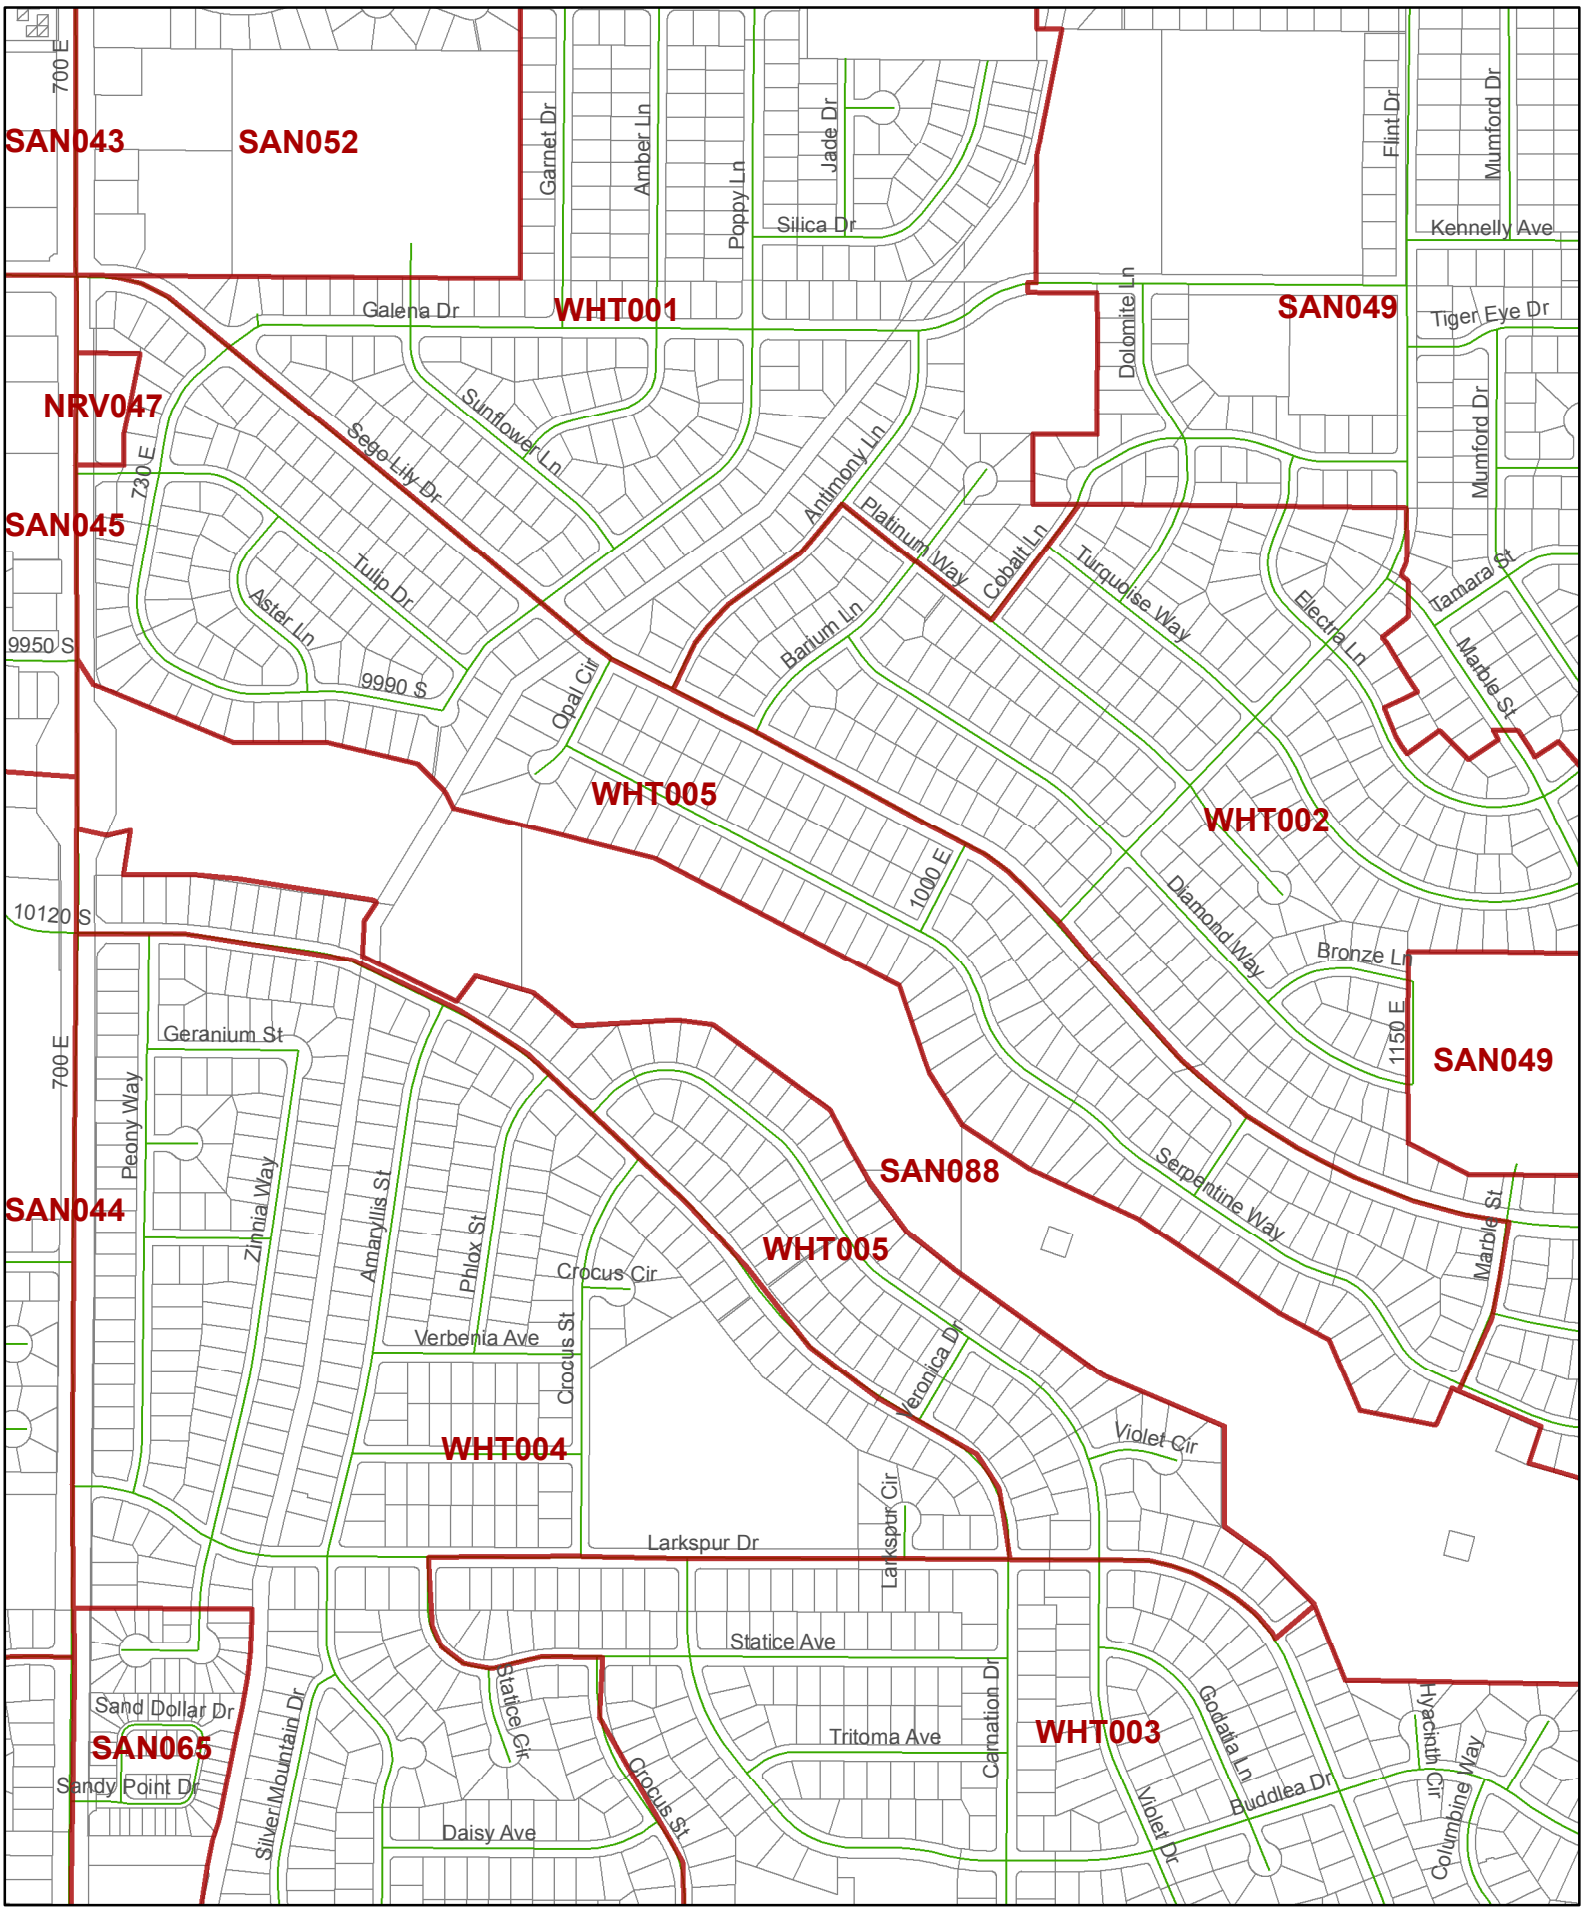 700 E
SAN043
SAN052
Garnet Dr
Amber Ln
Poppy Ln
Jade Dr
Silica Dr
Flint Dr
Mumford Dr
Kennelly Ave
Galena Dr
WHT001
Dolomite Ln
SAN049
Tiger Eye Dr
NRV047
730 E
Sego Lily Dr
Sunflower Ln
Antimony Ln
Mumford Dr
SAN045
Platinum Way
Cobalt Ln
Turquoise Way
Tulip Dr
Aster Ln
Barium Ln
Electra Ln
Tamara St
Marble St
9950 S
9990 S
Opal Cir
WHT005
WHT002
1000 E
Diamond Way
10120 S
Bronze Ln
1150 E
SAN049
700 E
Geranium St
Peony Way
Zinnia Way
Amaryllis St
Phlox St
SAN044
SAN088
Serpentine Way
Marble St
WHT005
Crocus Cir
Crocus St
Verbenia Ave
Veronica Dr
WHT004
Violet Cir
Larkspur Cir
Larkspur Dr
Statice Ave
Statice Cir
Carnation Dr
Sand Dollar Dr
SAN065
Sandy Point Dr
Silver Mountain Dr
Tritoma Ave
WHT003
Godatia Ln
Hyacinth Cir
Columbine Way
Buddlea Dr
Violet Dr
Crocus St
Daisy Ave